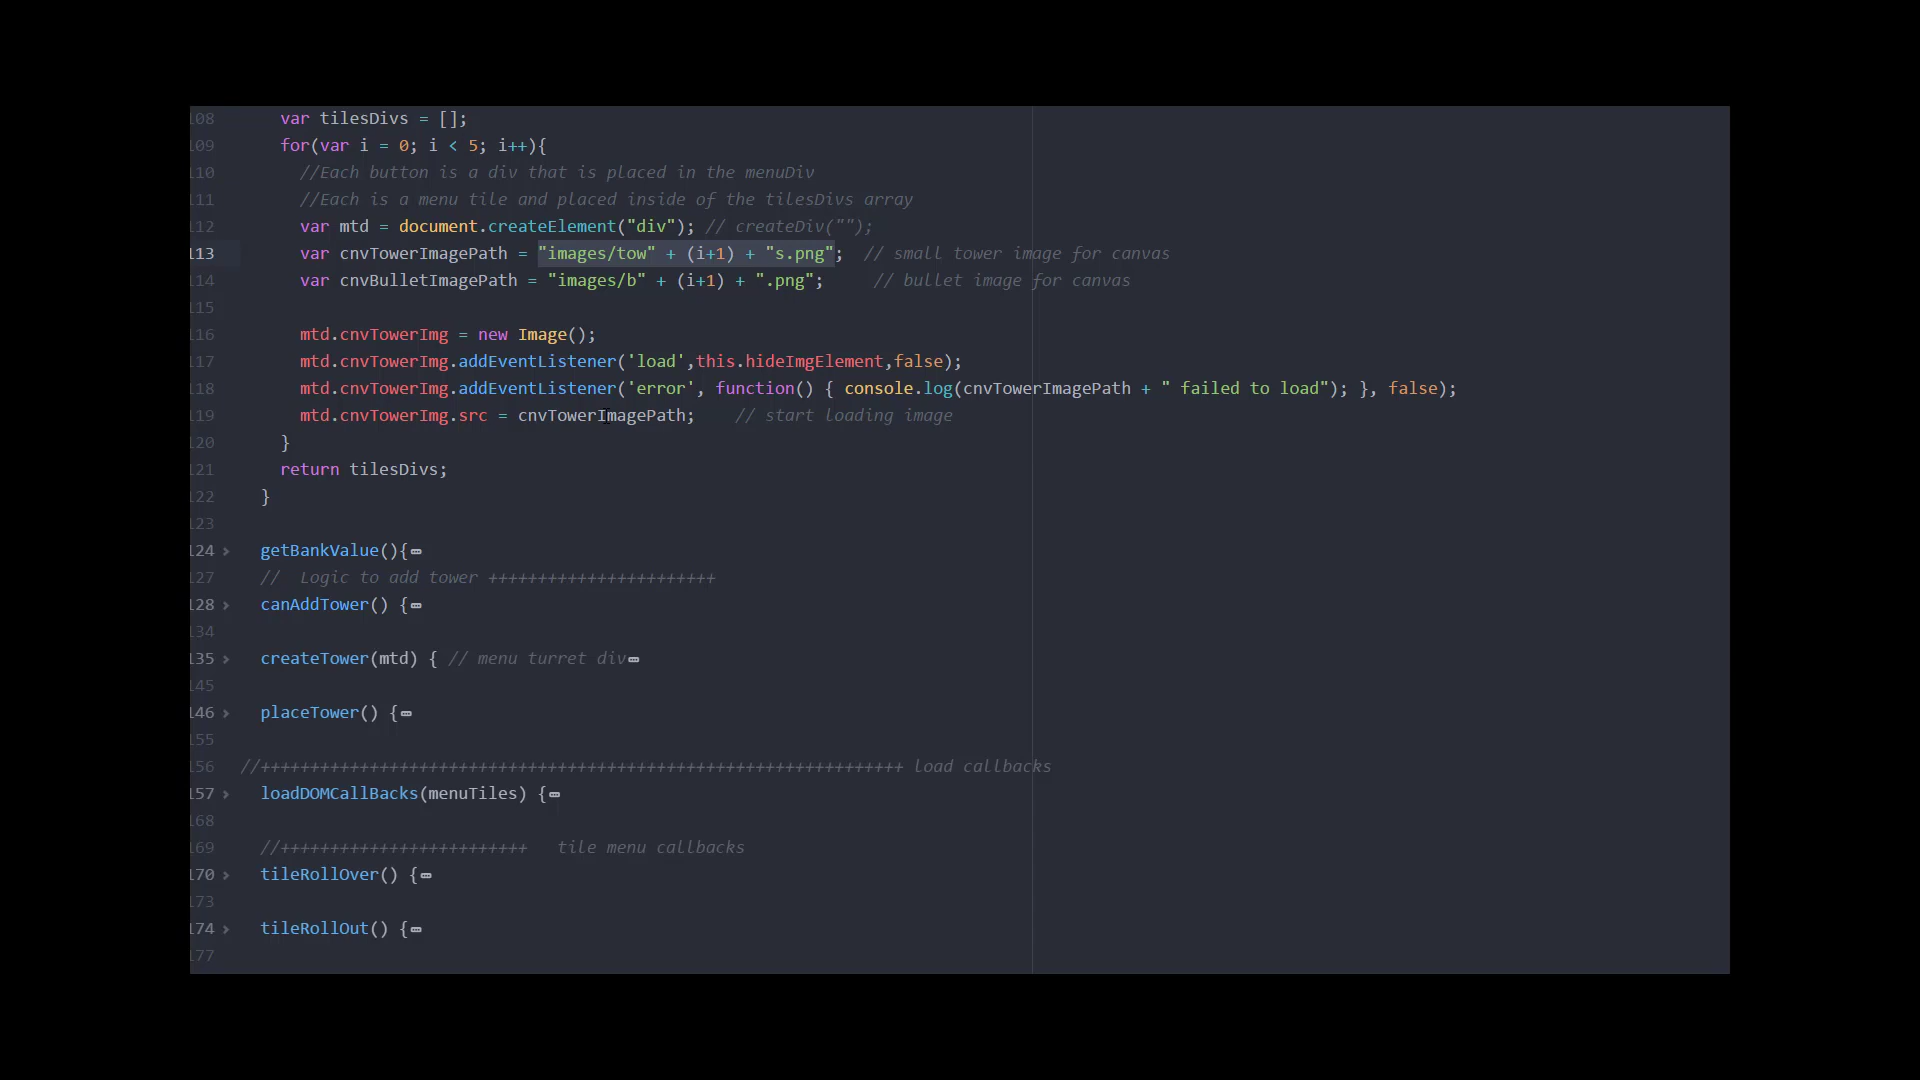 108 var tilesDivs = [];
109 for(var i = 0; i < 5; i++){
110 //Each button is a div that is placed in the menuDiv
111 //Each is a menu tile and placed inside of the tilesDivs array
112 var mtd = document.createElement("div"); // createDiv("");
113 var cnvTowerImagePath = "images/tow" + (i+1) + "s.png"; // small tower image for canvas
114 var cnvBulletImagePath = "images/b" + (i+1) + ".png"; // bullet image for canvas
115
116 mtd.cnvTowerImg = new Image();
117 mtd.cnvTowerImg.addEventListener('load',this.hideImgElement,false);
118 mtd.cnvTowerImg.addEventListener('error', function() { console.log(cnvTowerImagePath + " failed to load"); }, false);
119 mtd.cnvTowerImg.src = cnvTowerImagePath; // start loading image
120 }
121 return tilesDivs;
122 }
123
124 getBankValue(){
127 // Logic to add tower +++++++++++++++++++++++
128 canAddTower() {
134
135 createTower(mtd) { // menu turret div
145
146 placeTower() {
155
156 //+++++++++++++++++++++++++++++++++++++++++++++++++++++++++++++++++ load callbacks
157 loadDOMCallBacks(menuTiles) {
168
169 //+++++++++++++++++++++++++ tile menu callbacks
170 tileRollOver() {
173
174 tileRollOut() {
177